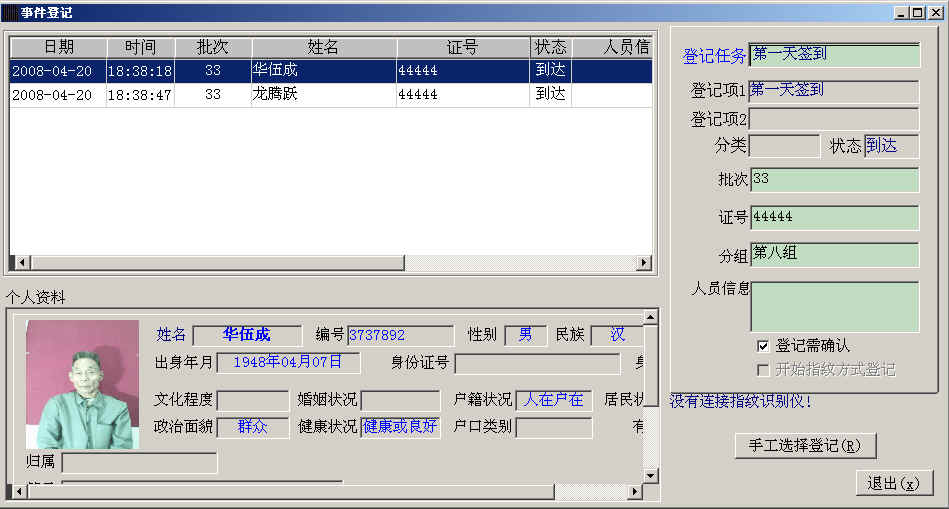 事件登记
日期 时间 批次 姓名 证号 状态 人员信
2008-04-20 18:38:18 33 华伍成 44444 到达
2008-04-20 18:38:47 33 龙腾跃 44444 到达
登记任务 第一天签到
登记项1 第一天签到
登记项2
分类 状态 到达
批次 33
证号 44444
分组 第八组
人员信息
登记需确认
开始指纹方式登记
没有连接指纹识别仪!
手工选择登记(R)
退出(x)
个人资料
姓名 华伍成 编号 3737892 性别 男 民族 汉
出身年月 1948年04月07日 身份证号
文化程度 婚姻状况 户籍状况 人在户在 居民状
政治面貌 群众 健康状况 健康或良好 户口类别 有
归属